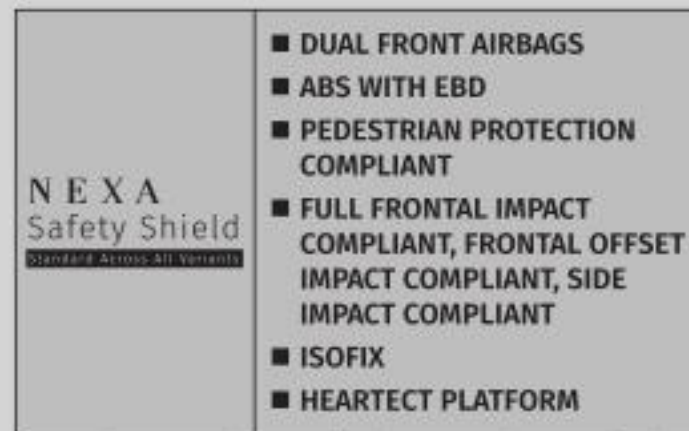 NEXA
Safety Shield
Standard Across All Variants
■ DUAL FRONT AIRBAGS
■ ABS WITH EBD
■ PEDESTRIAN PROTECTION
COMPLIANT
■ FULL FRONTAL IMPACT
COMPLIANT, FRONTAL OFFSET
IMPACT COMPLIANT, SIDE
IMPACT COMPLIANT
■ ISOFIX
■ HEARTECT PLATFORM